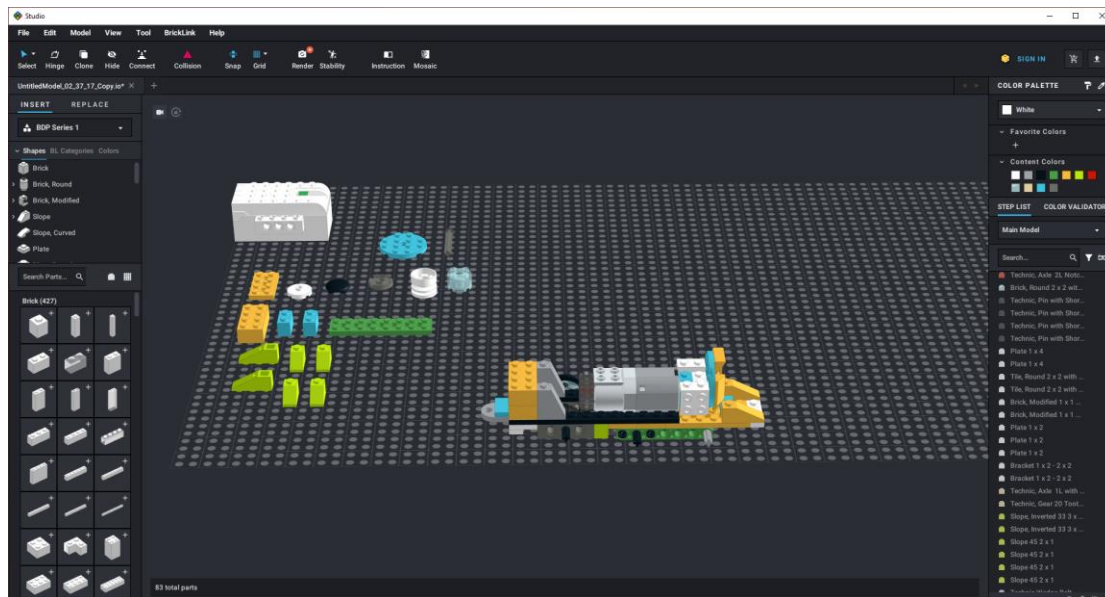 Studio
File Edit Model View Tool BrickLink Help
Select Hinge Clone Hide Connect Collision Snap Grid Render Stability Instruction Mosaic
SIGN IN
UntitledModel_02_37_17_Copy.io*
INSERT REPLACE
BDP Series 1
Shapes BL Categories Colors
Brick
Brick, Round
Brick, Modified
Slope
Slope, Curved
Plate
Search Parts...
Brick (427)
83 total parts
COLOR PALETTE
White
Favorite Colors
Content Colors
STEP LIST COLOR VALIDATOR
Main Model
Search...
Technic, Axle 2L Notc...
Brick, Round 2 x 2 wit...
Technic, Pin with Shor...
Technic, Pin with Shor...
Technic, Pin with Shor...
Technic, Pin with Shor...
Plate 1 x 4
Plate 1 x 4
Tile, Round 2 x 2 with ...
Tile, Round 2 x 2 with ...
Brick, Modified 1 x 1 ...
Brick, Modified 1 x 1 ...
Plate 1 x 2
Plate 1 x 2
Plate 1 x 2
Bracket 1 x 2 - 2 x 2
Bracket 1 x 2 - 2 x 2
Technic, Axle 1L with ...
Technic, Gear 20 Toot...
Slope, Inverted 33 3 x ...
Slope, Inverted 33 3 x ...
Slope 45 2 x 1
Slope 45 2 x 1
Slope 45 2 x 1
Slope 45 2 x 1